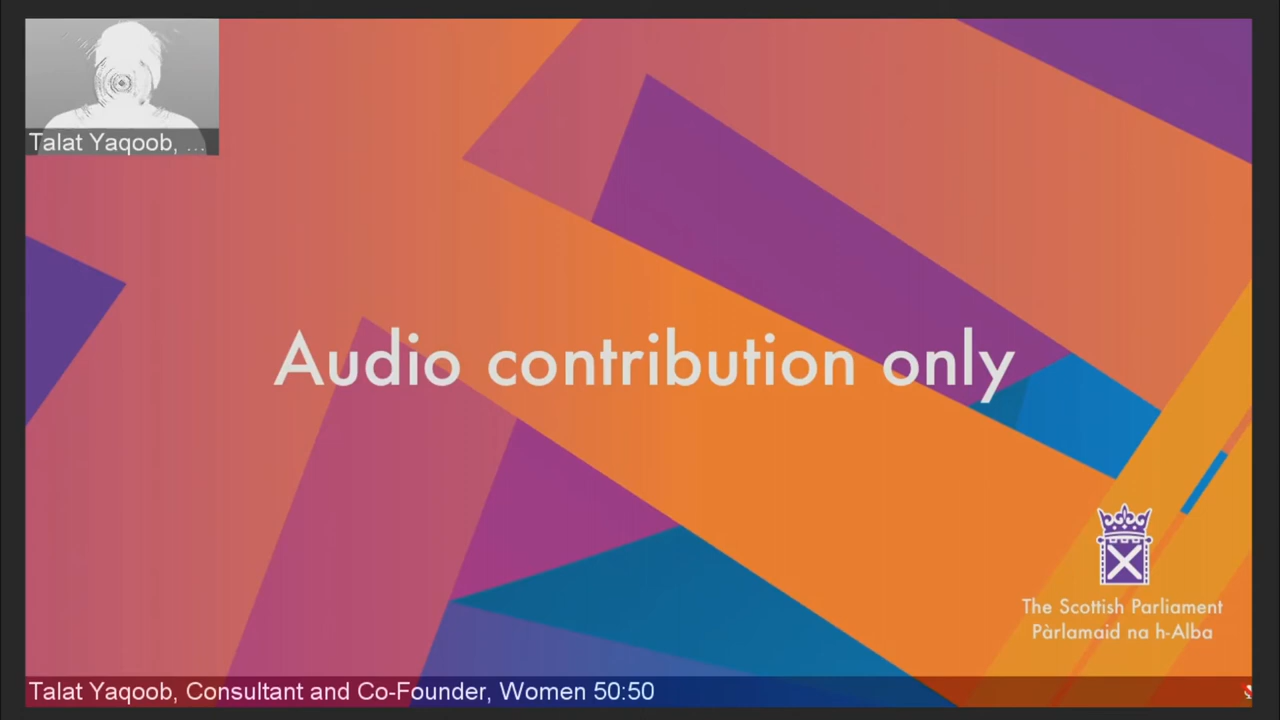 Talat Yaqoob, ...
Audio contribution only
The Scottish Parliament
Pàrlamaid na h-Alba
Talat Yaqoob, Consultant and Co-Founder, Women 50:50